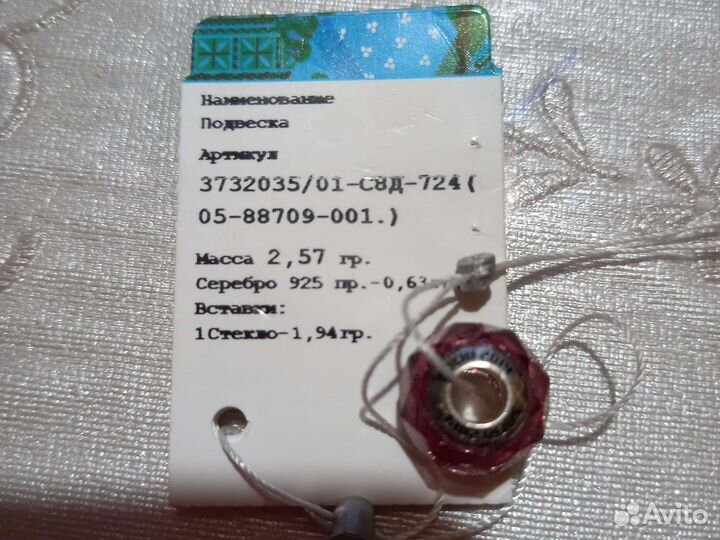 Наименование
Подвеска
Артикул
3732035/01-С8Д-724(
05-88709-001.)
Масса 2,57 гр.
Серебро 925 пр.-0,63
Вставки:
1Стекло-1,94гр.
Avito